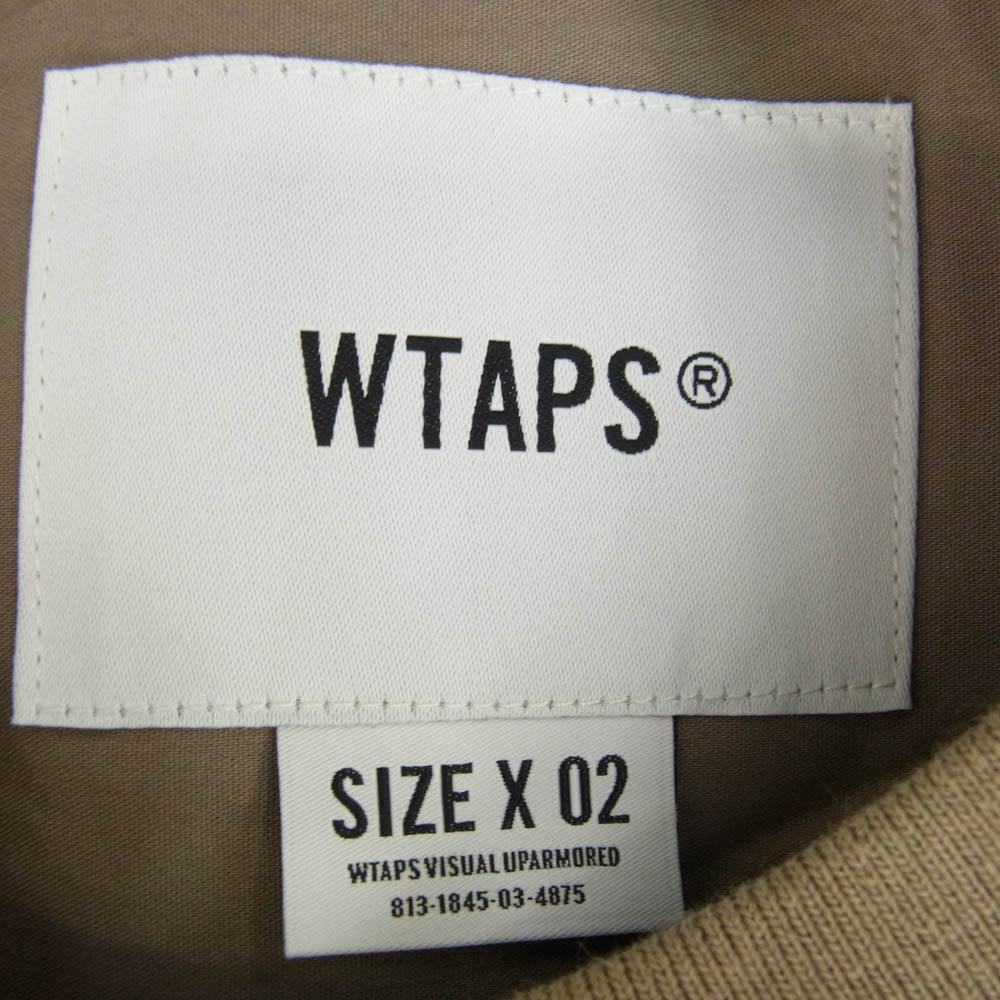 WTAPS®
SIZE X 02
WTAPS VISUAL UPARMORED
813-1845-03-4875